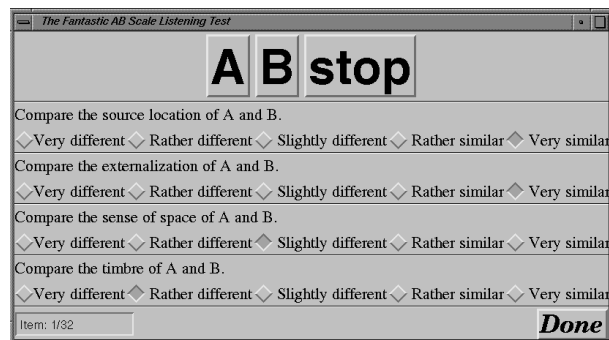 The Fantastic AB Scale Listening Test
A B stop
Compare the source location of A and B.
Very different Rather different Slightly different Rather similar Very similar
Compare the externalization of A and B.
Very different Rather different Slightly different Rather similar Very similar
Compare the sense of space of A and B.
Very different Rather different Slightly different Rather similar Very similar
Compare the timbre of A and B.
Very different Rather different Slightly different Rather similar Very similar
Item: 1/32 Done